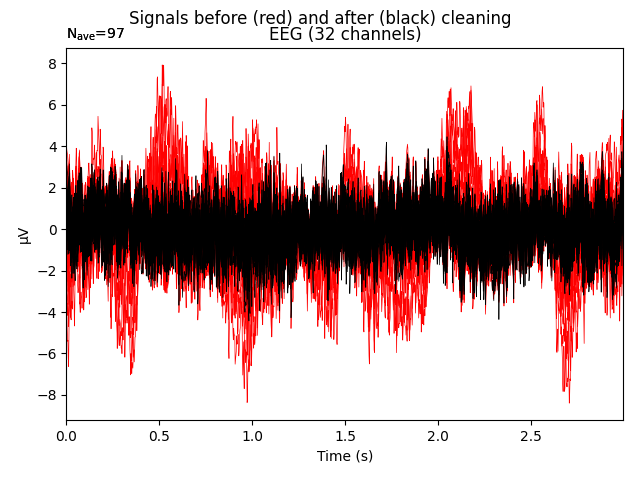 Signals before (red) and after (black) cleaning
Nave=97
EEG (32 channels)
8
6
4
2
0
−2
−4
−6
−8
µV
0.0 0.5 1.0 1.5 2.0 2.5
Time (s)